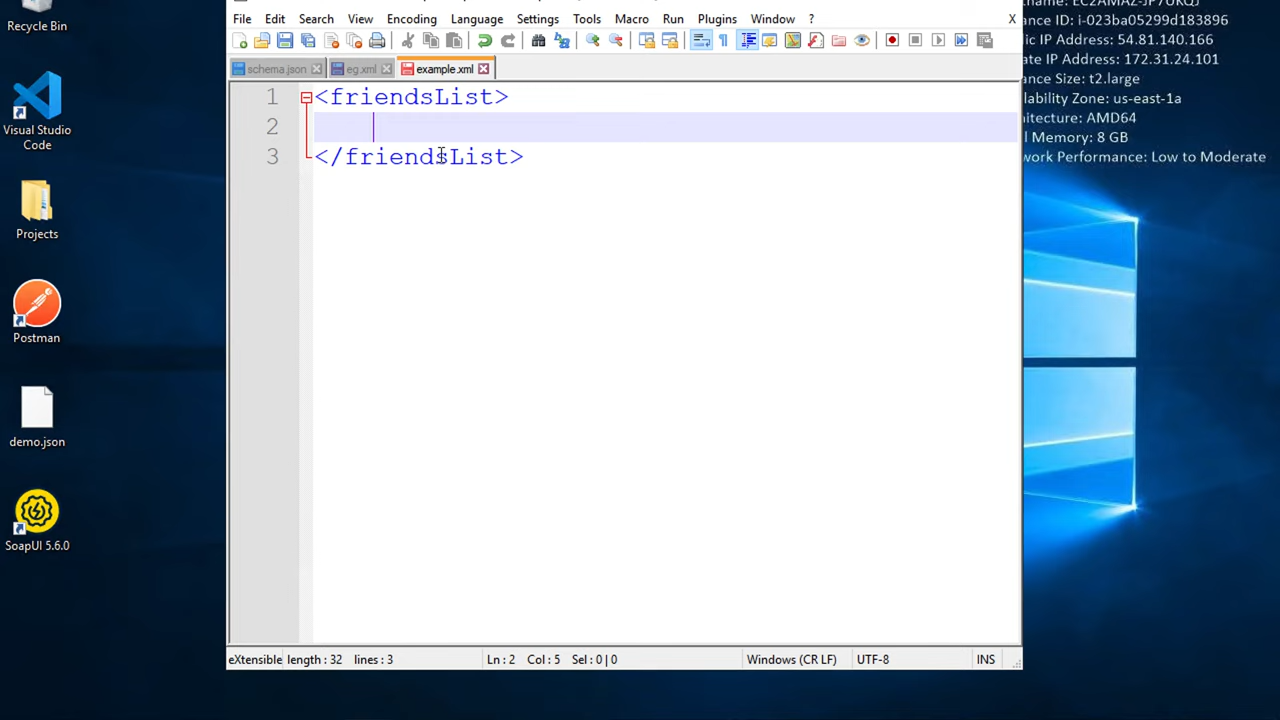 Recycle Bin
Visual Studio
Code
Projects
Postman
demo.json
SoapUI 5.6.0
File Edit Search View Encoding Language Settings Tools Macro Run Plugins Window ? X
schema.json eg.xml example.xml
1 <friendsList>
2
3 </friendsList>
eXtensible length : 32 lines : 3 Ln : 2 Col : 5 Sel : 0 | 0 Windows (CR LF) UTF-8 INS
ance ID: i-023ba05299d183896
lic IP Address: 54.81.140.166
ate IP Address: 172.31.24.101
ance Size: t2.large
lability Zone: us-east-1a
hitecture: AMD64
l Memory: 8 GB
work Performance: Low to Moderate